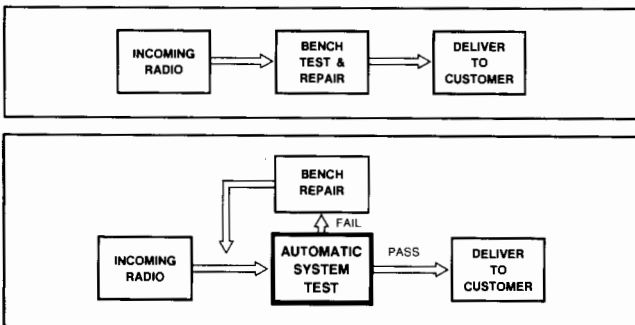 INCOMING
RADIO
BENCH
TEST &
REPAIR
DELIVER
TO
CUSTOMER
BENCH
REPAIR
FAIL
INCOMING
RADIO
AUTOMATIC
SYSTEM
TEST
PASS
DELIVER
TO
CUSTOMER